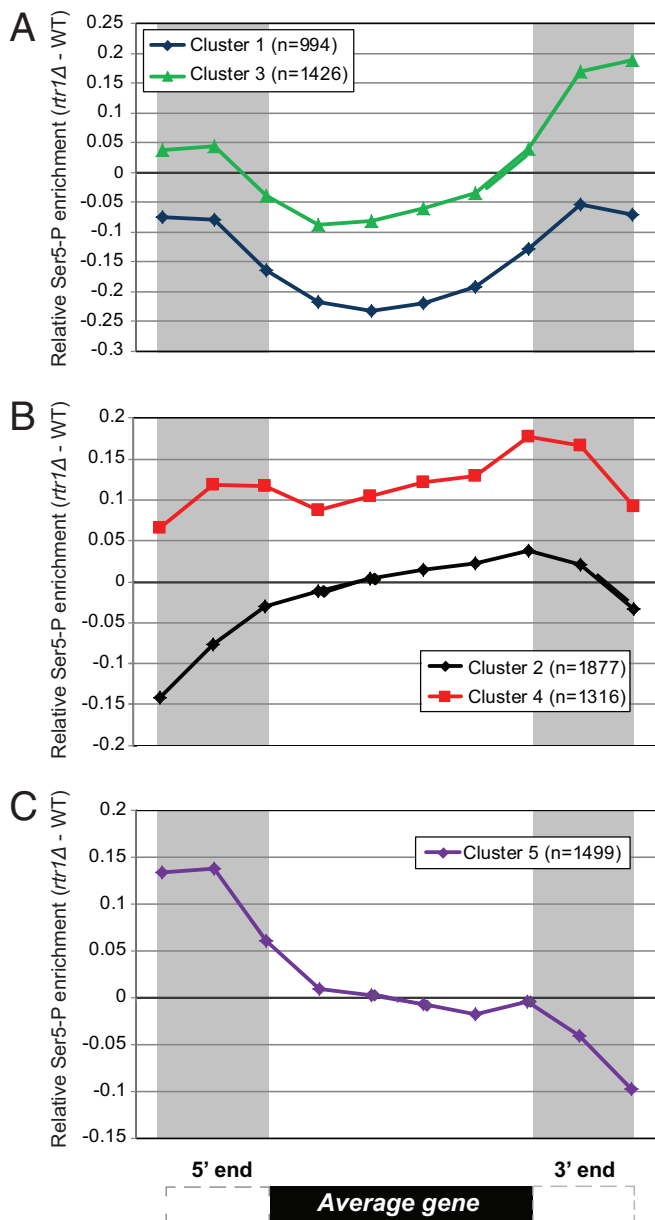 A
Relative Ser5-P enrichment (rtr1Δ - WT)
0.25
0.2
0.15
0.1
0.05
0
-0.05
-0.1
-0.15
-0.2
-0.25
-0.3
Cluster 1 (n=994)
Cluster 3 (n=1426)
B
Relative Ser5-P enrichment (rtr1Δ - WT)
0.2
0.15
0.1
0.05
0
-0.05
-0.1
-0.15
-0.2
Cluster 2 (n=1877)
Cluster 4 (n=1316)
C
Relative Ser5-P enrichment (rtr1Δ - WT)
0.2
0.15
0.1
0.05
0
-0.05
-0.1
-0.15
Cluster 5 (n=1499)
5' end 3' end
Average gene